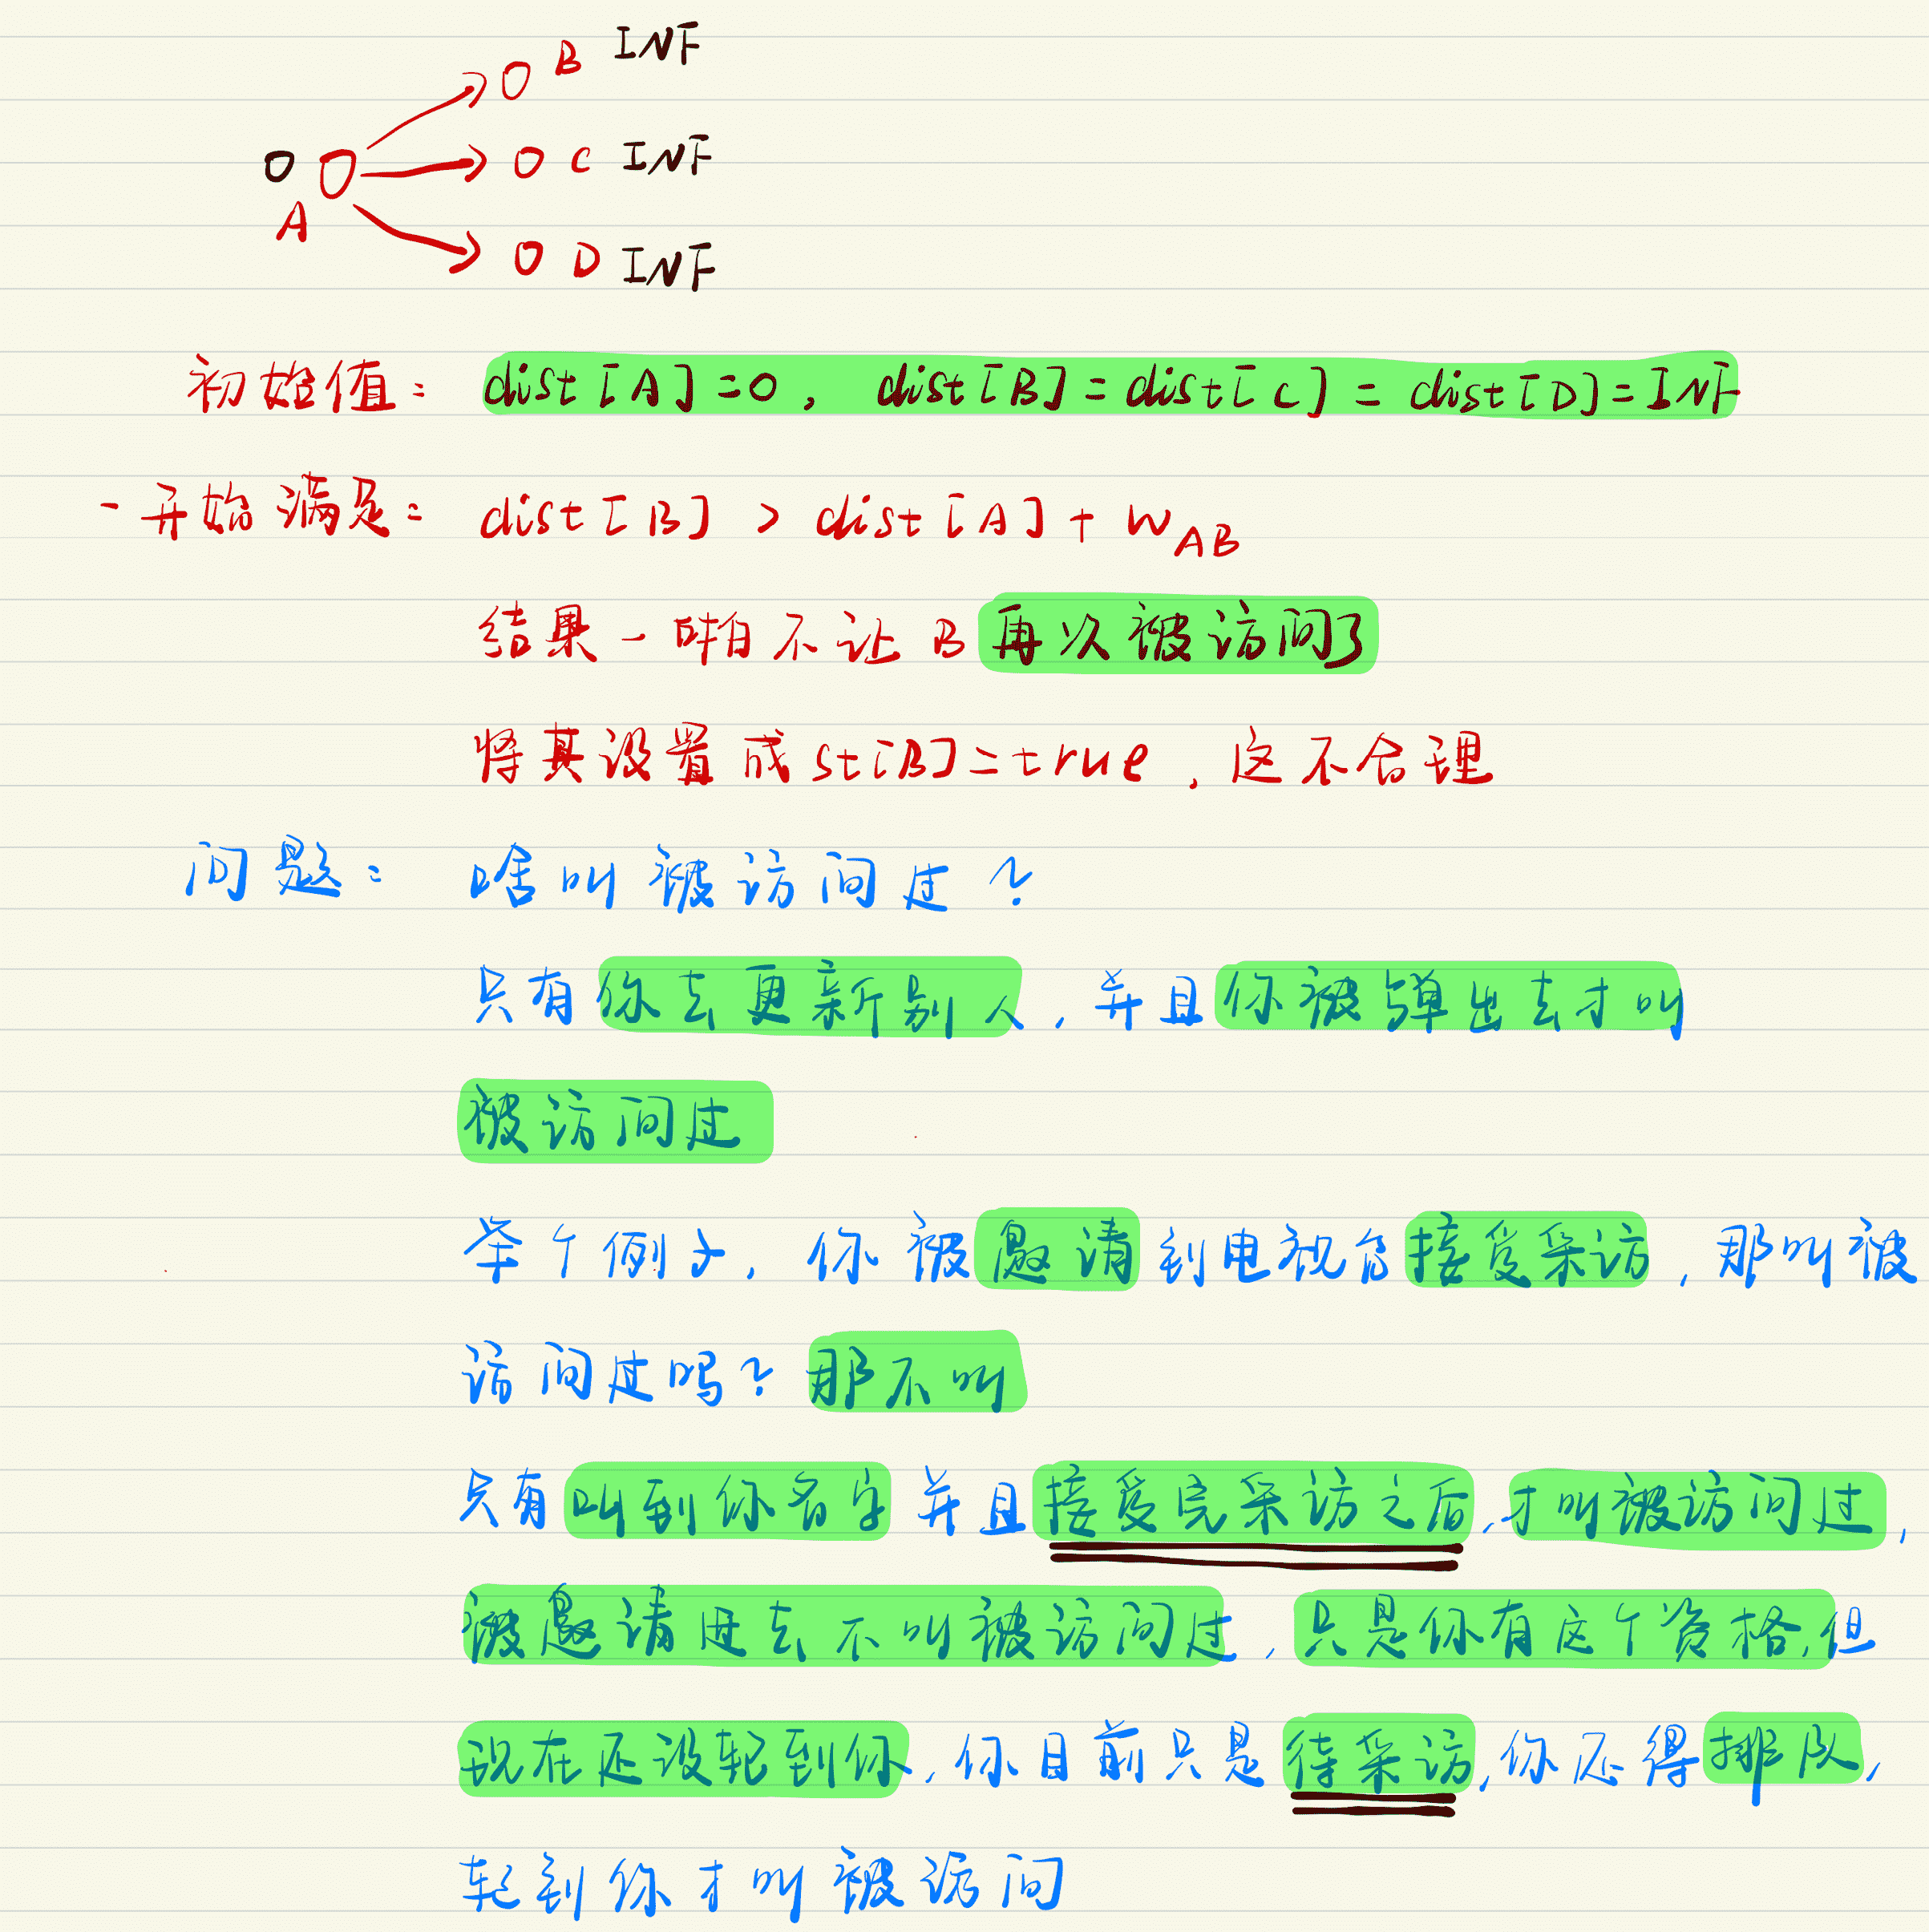 B INF
0 A
C INF
D INF
初始值: dist[A]=0, dist[B]=dist[C]=dist[D]=INF
一开始满足: dist[B] > dist[A] + W_AB
结果一啪不让B再次被访问了
将其设置成st[B]=true, 这不合理
问题: 啥叫被访问过?
只有你去更新别人, 并且你被弹出去才叫
被访问过
举个例子, 你被邀请到电视台接受采访, 那叫被
访问过吗? 那不叫
只有叫到你名字并且接受完采访之后, 才叫被访问过,
被邀请进去不叫被访问过, 只是你有这个资格, 但
现在还没轮到你, 你目前只是待采访, 你还得排队,
轮到你才叫被访问